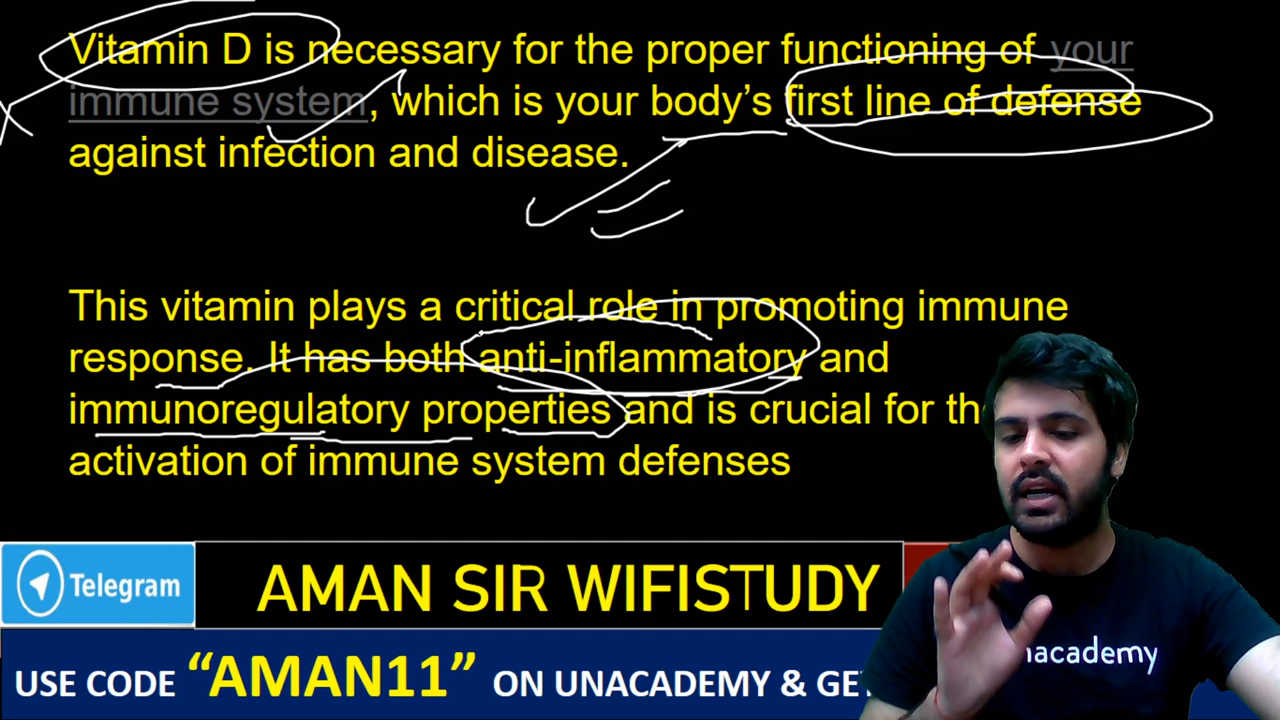 Vitamin D is necessary for the proper functioning of your
immune system, which is your body’s first line of defense
against infection and disease.
This vitamin plays a critical role in promoting immune
response. It has both anti-inflammatory and
immunoregulatory properties and is crucial for
activation of immune system defenses
Telegram
AMAN SIR WIFISTUDY
USE CODE “AMAN11” ON UNACADEMY &
unacademy